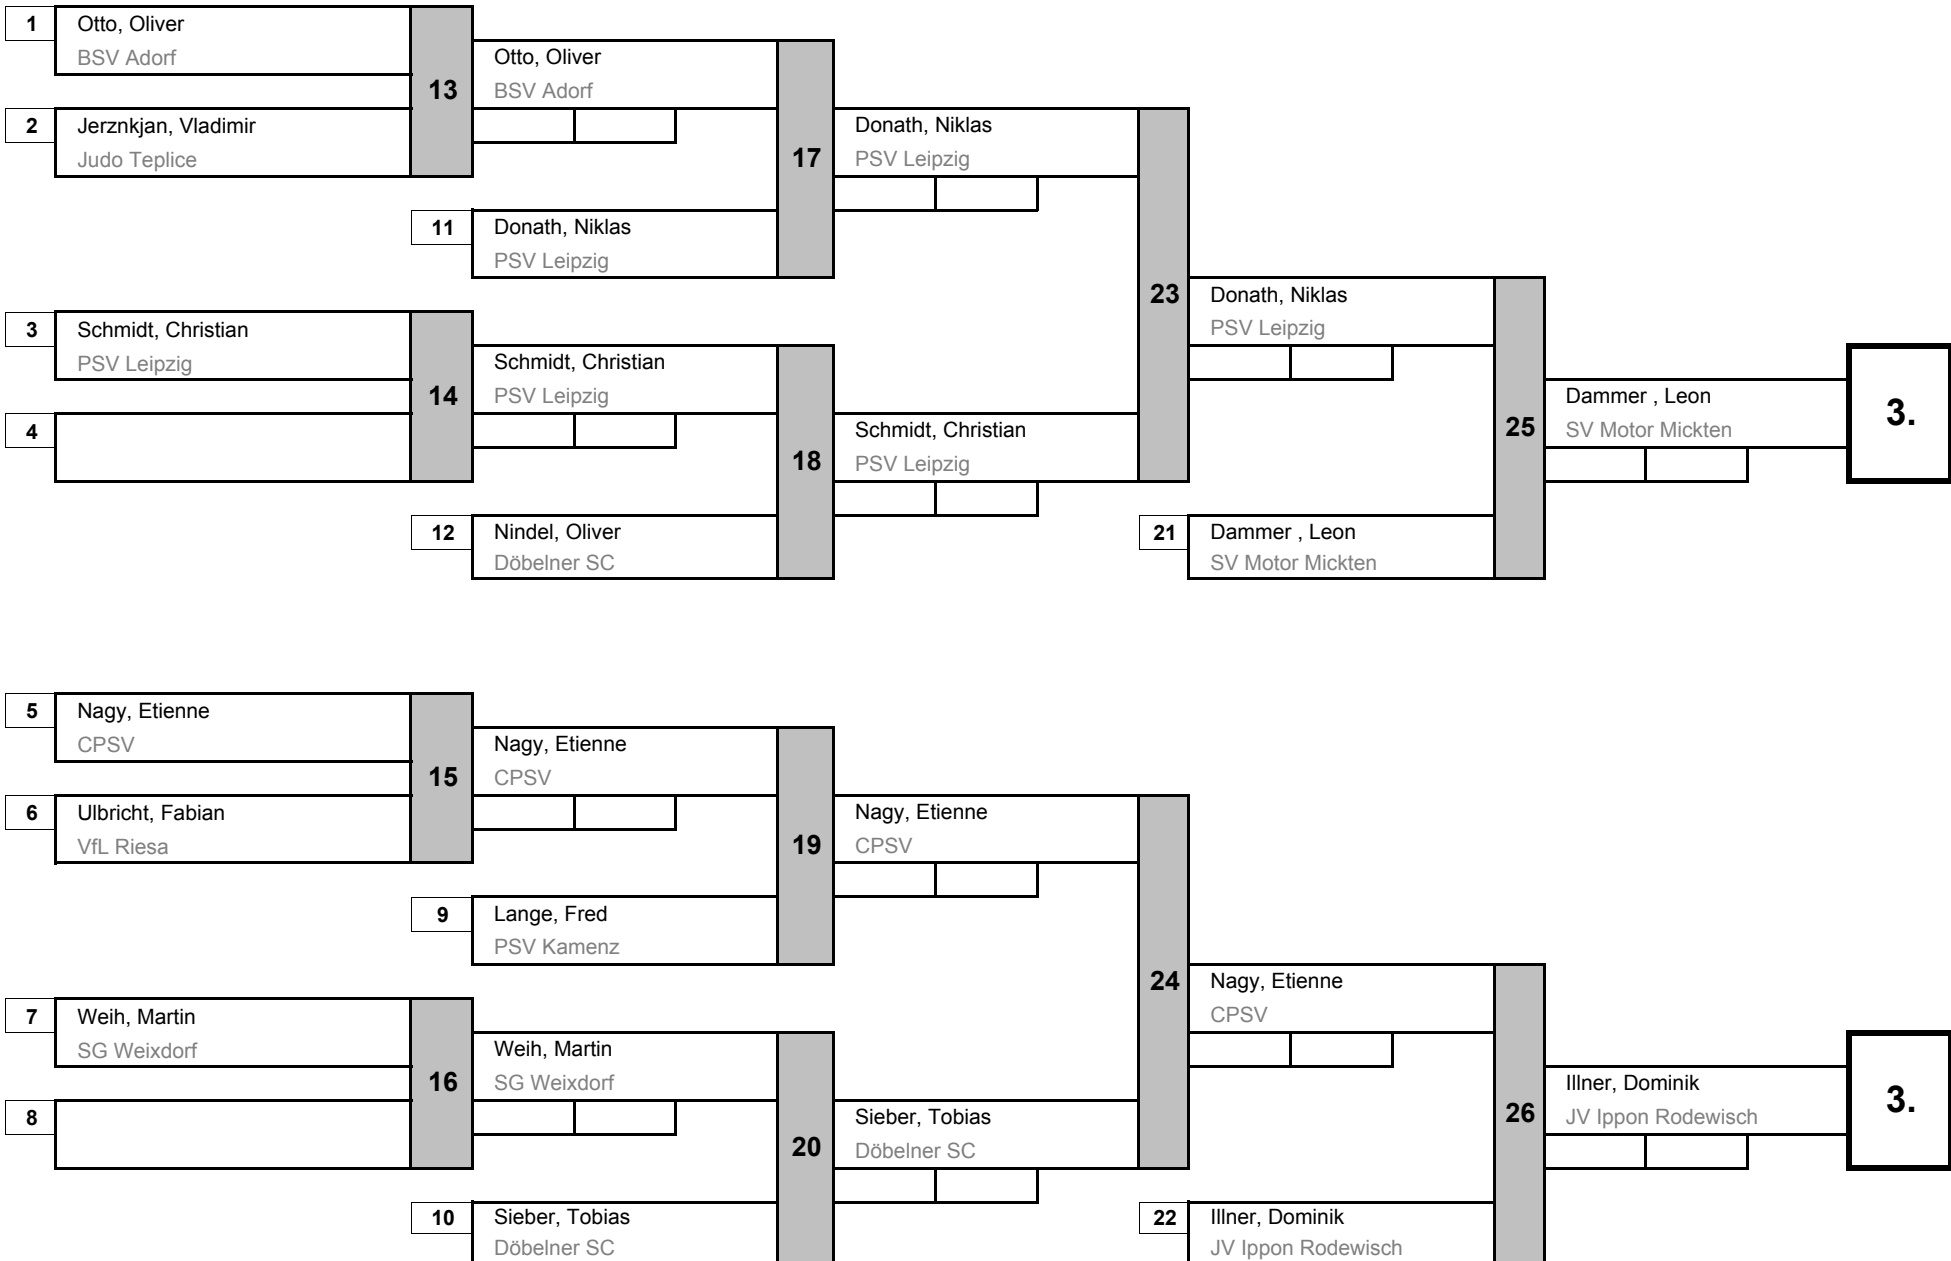 1
Otto, Oliver
BSV Adorf
13
Otto, Oliver
BSV Adorf
2
Jerznkjan, Vladimir
Judo Teplice
17
Donath, Niklas
PSV Leipzig
11
Donath, Niklas
PSV Leipzig
23
Donath, Niklas
PSV Leipzig
3
Schmidt, Christian
PSV Leipzig
14
Schmidt, Christian
PSV Leipzig
4
18
Schmidt, Christian
PSV Leipzig
25
Dammer , Leon
SV Motor Mickten
3.
12
Nindel, Oliver
Döbelner SC
21
Dammer , Leon
SV Motor Mickten
5
Nagy, Etienne
CPSV
15
Nagy, Etienne
CPSV
6
Ulbricht, Fabian
VfL Riesa
19
Nagy, Etienne
CPSV
9
Lange, Fred
PSV Kamenz
24
Nagy, Etienne
CPSV
7
Weih, Martin
SG Weixdorf
16
Weih, Martin
SG Weixdorf
8
20
Sieber, Tobias
Döbelner SC
26
Illner, Dominik
JV Ippon Rodewisch
3.
10
Sieber, Tobias
Döbelner SC
22
Illner, Dominik
JV Ippon Rodewisch